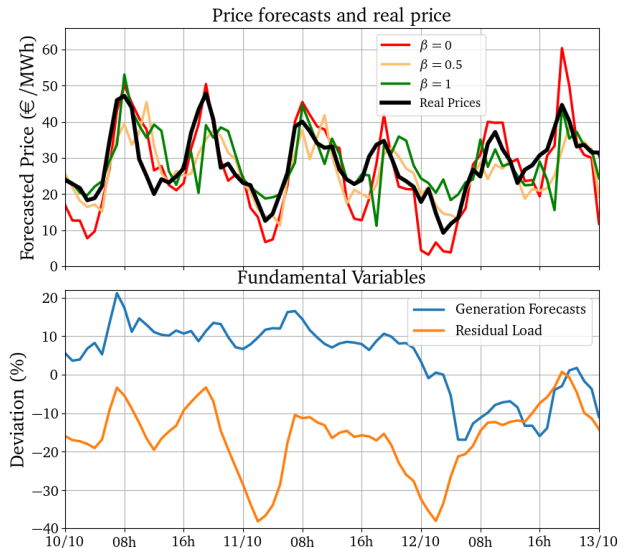 Price forecasts and real price
Forecasted Price (€/MWh)
60
50
40
30
20
10
0
β = 0
β = 0.5
β = 1
Real Prices
Fundamental Variables
Deviation (%)
20
10
0
−10
−20
−30
−40
Generation Forecasts
Residual Load
10/10 08h 16h 11/10 08h 16h 12/10 08h 16h 13/10